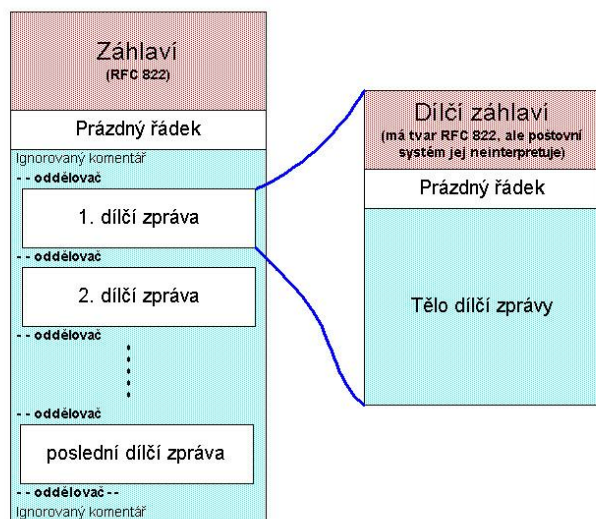 Záhlaví
(RFC 822)
Prázdný řádek
Ignorovaný komentář
- - oddělovač
1. dílčí zpráva
- - oddělovač
2. dílčí zpráva
- - oddělovač
- - oddělovač
poslední dílčí zpráva
- - oddělovač- -
Ignorovaný komentář
Dílčí záhlaví
(má tvar RFC 822, ale poštovní
systém jej neinterpretuje)
Prázdný řádek
Tělo dílčí zprávy